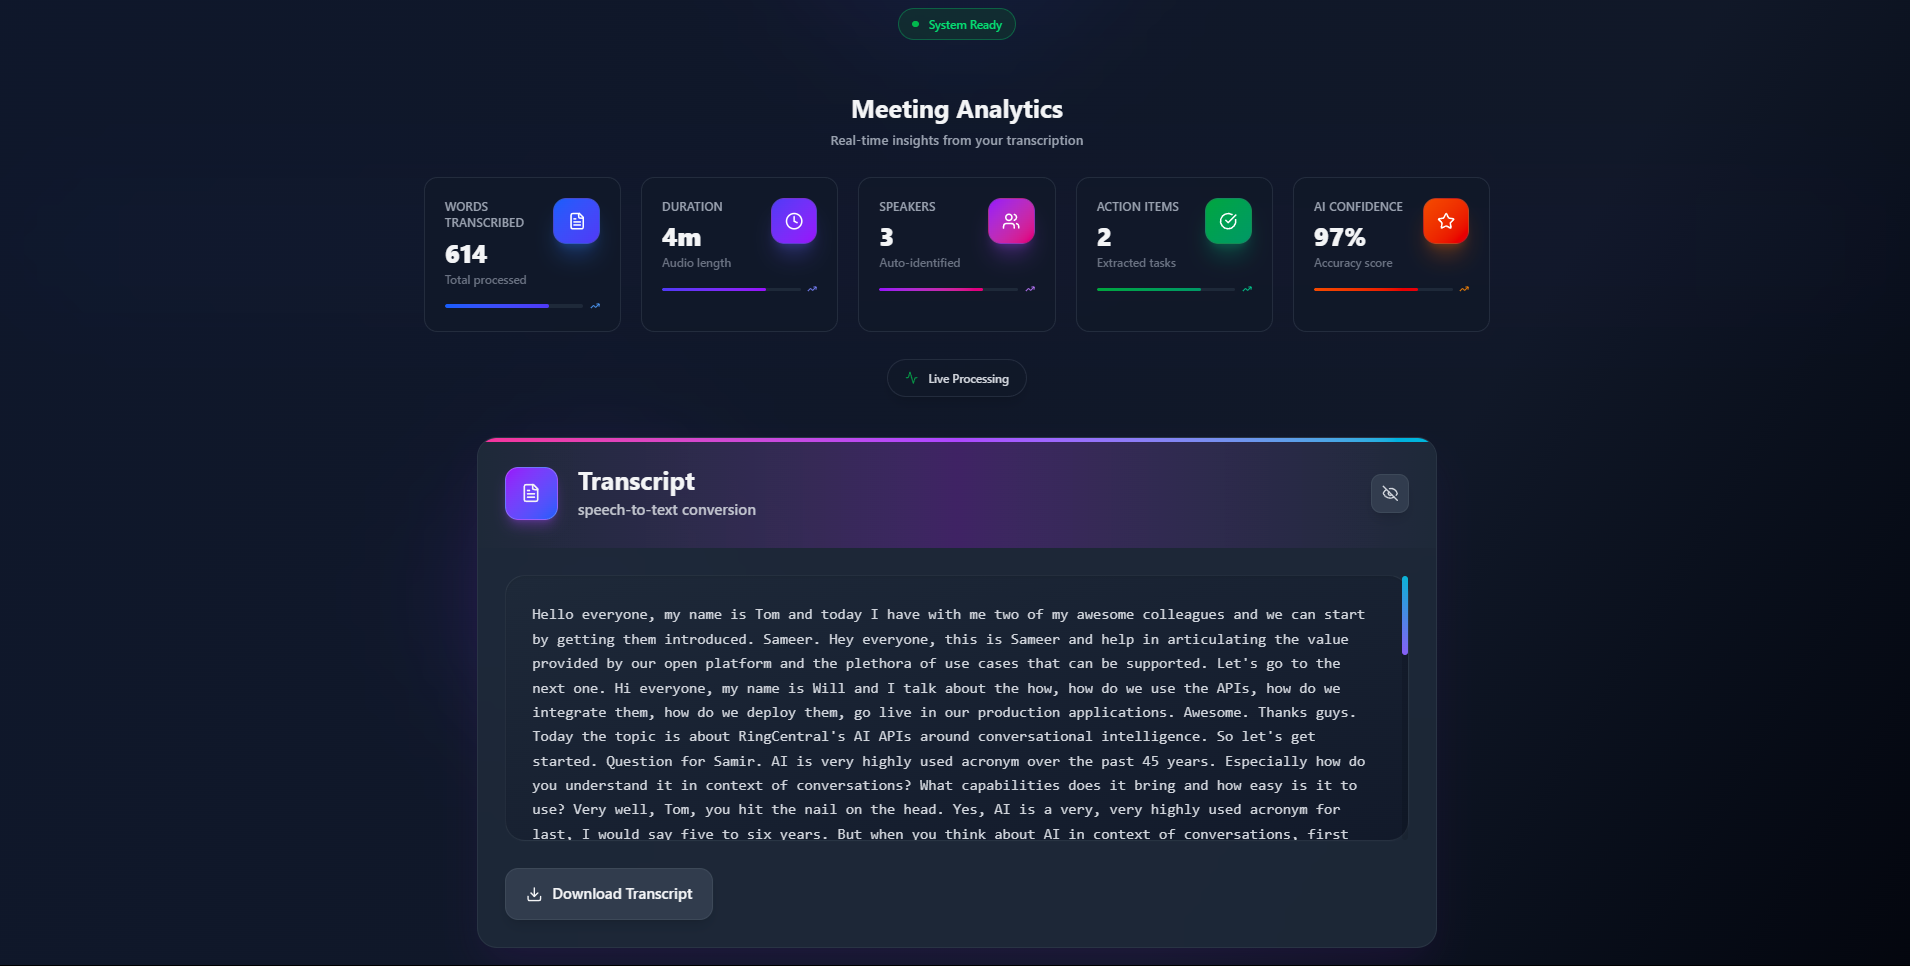 System Ready
Meeting Analytics
Real-time insights from your transcription
WORDS
TRANSCRIBED
614
Total processed
DURATION
4m
Audio length
SPEAKERS
3
Auto-identified
ACTION ITEMS
2
Extracted tasks
AI CONFIDENCE
97%
Accuracy score
Live Processing
Transcript
speech-to-text conversion
Hello everyone, my name is Tom and today I have with me two of my awesome colleagues and we can start
by getting them introduced. Sameer. Hey everyone, this is Sameer and help in articulating the value
provided by our open platform and the plethora of use cases that can be supported. Let's go to the
next one. Hi everyone, my name is Will and I talk about the how, how do we use the APIs, how do we
integrate them, how do we deploy them, go live in our production applications. Awesome. Thanks guys.
Today the topic is about RingCentral's AI APIs around conversational intelligence. So let's get
started. Question for Samir. AI is very highly used acronym over the past 45 years. Especially how do
you understand it in context of conversations? What capabilities does it bring and how easy is it to
use? Very well, Tom, you hit the nail on the head. Yes, AI is a very, very highly used acronym for
last, I would say five to six years. But when you think about AI in context of conversations, first
Download Transcript